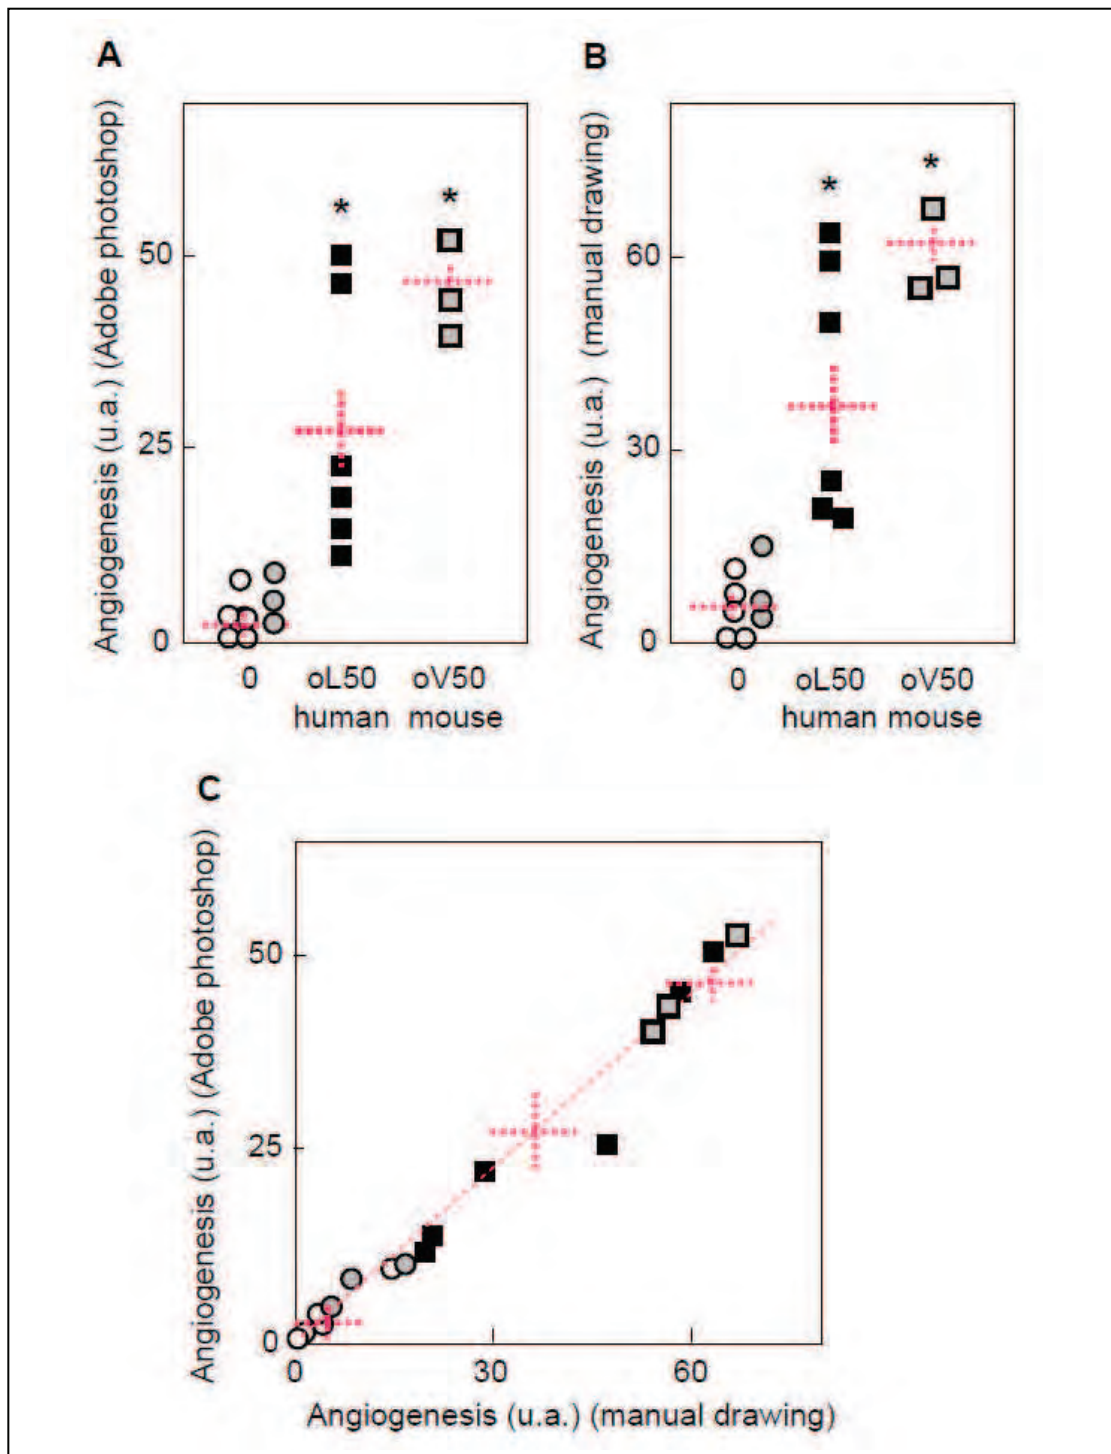 A
Angiogenesis (u.a.) (Adobe photoshop)
50
25
0
*
*
0
oL50
human
oV50
mouse
B
Angiogenesis (u.a.) (manual drawing)
60
30
0
*
*
0
oL50
human
oV50
mouse
C
Angiogenesis (u.a.) (Adobe photoshop)
50
25
0
0
30
60
Angiogenesis (u.a.) (manual drawing)